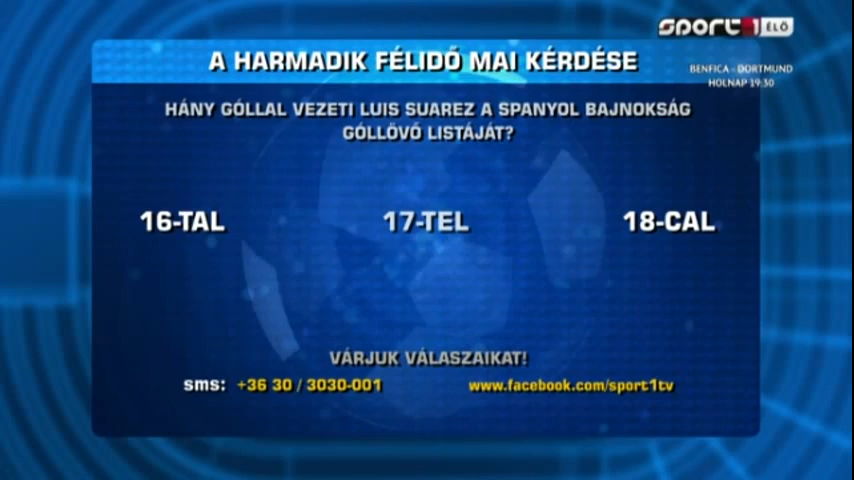 SPORT1 ÉLŐ
A HARMADIK FÉLIDŐ MAI KÉRDÉSE
BENFICA - DORTMUND
HOLNAP 19:30
HÁNY GÓLLAL VEZETI LUIS SUAREZ A SPANYOL BAJNOKSÁG
GÓLLÖVŐ LISTÁJÁT?
16-TAL 17-TEL 18-CAL
VÁRJUK VÁLASZAIKAT!
sms: +36 30 / 3030-001 www.facebook.com/sport1tv